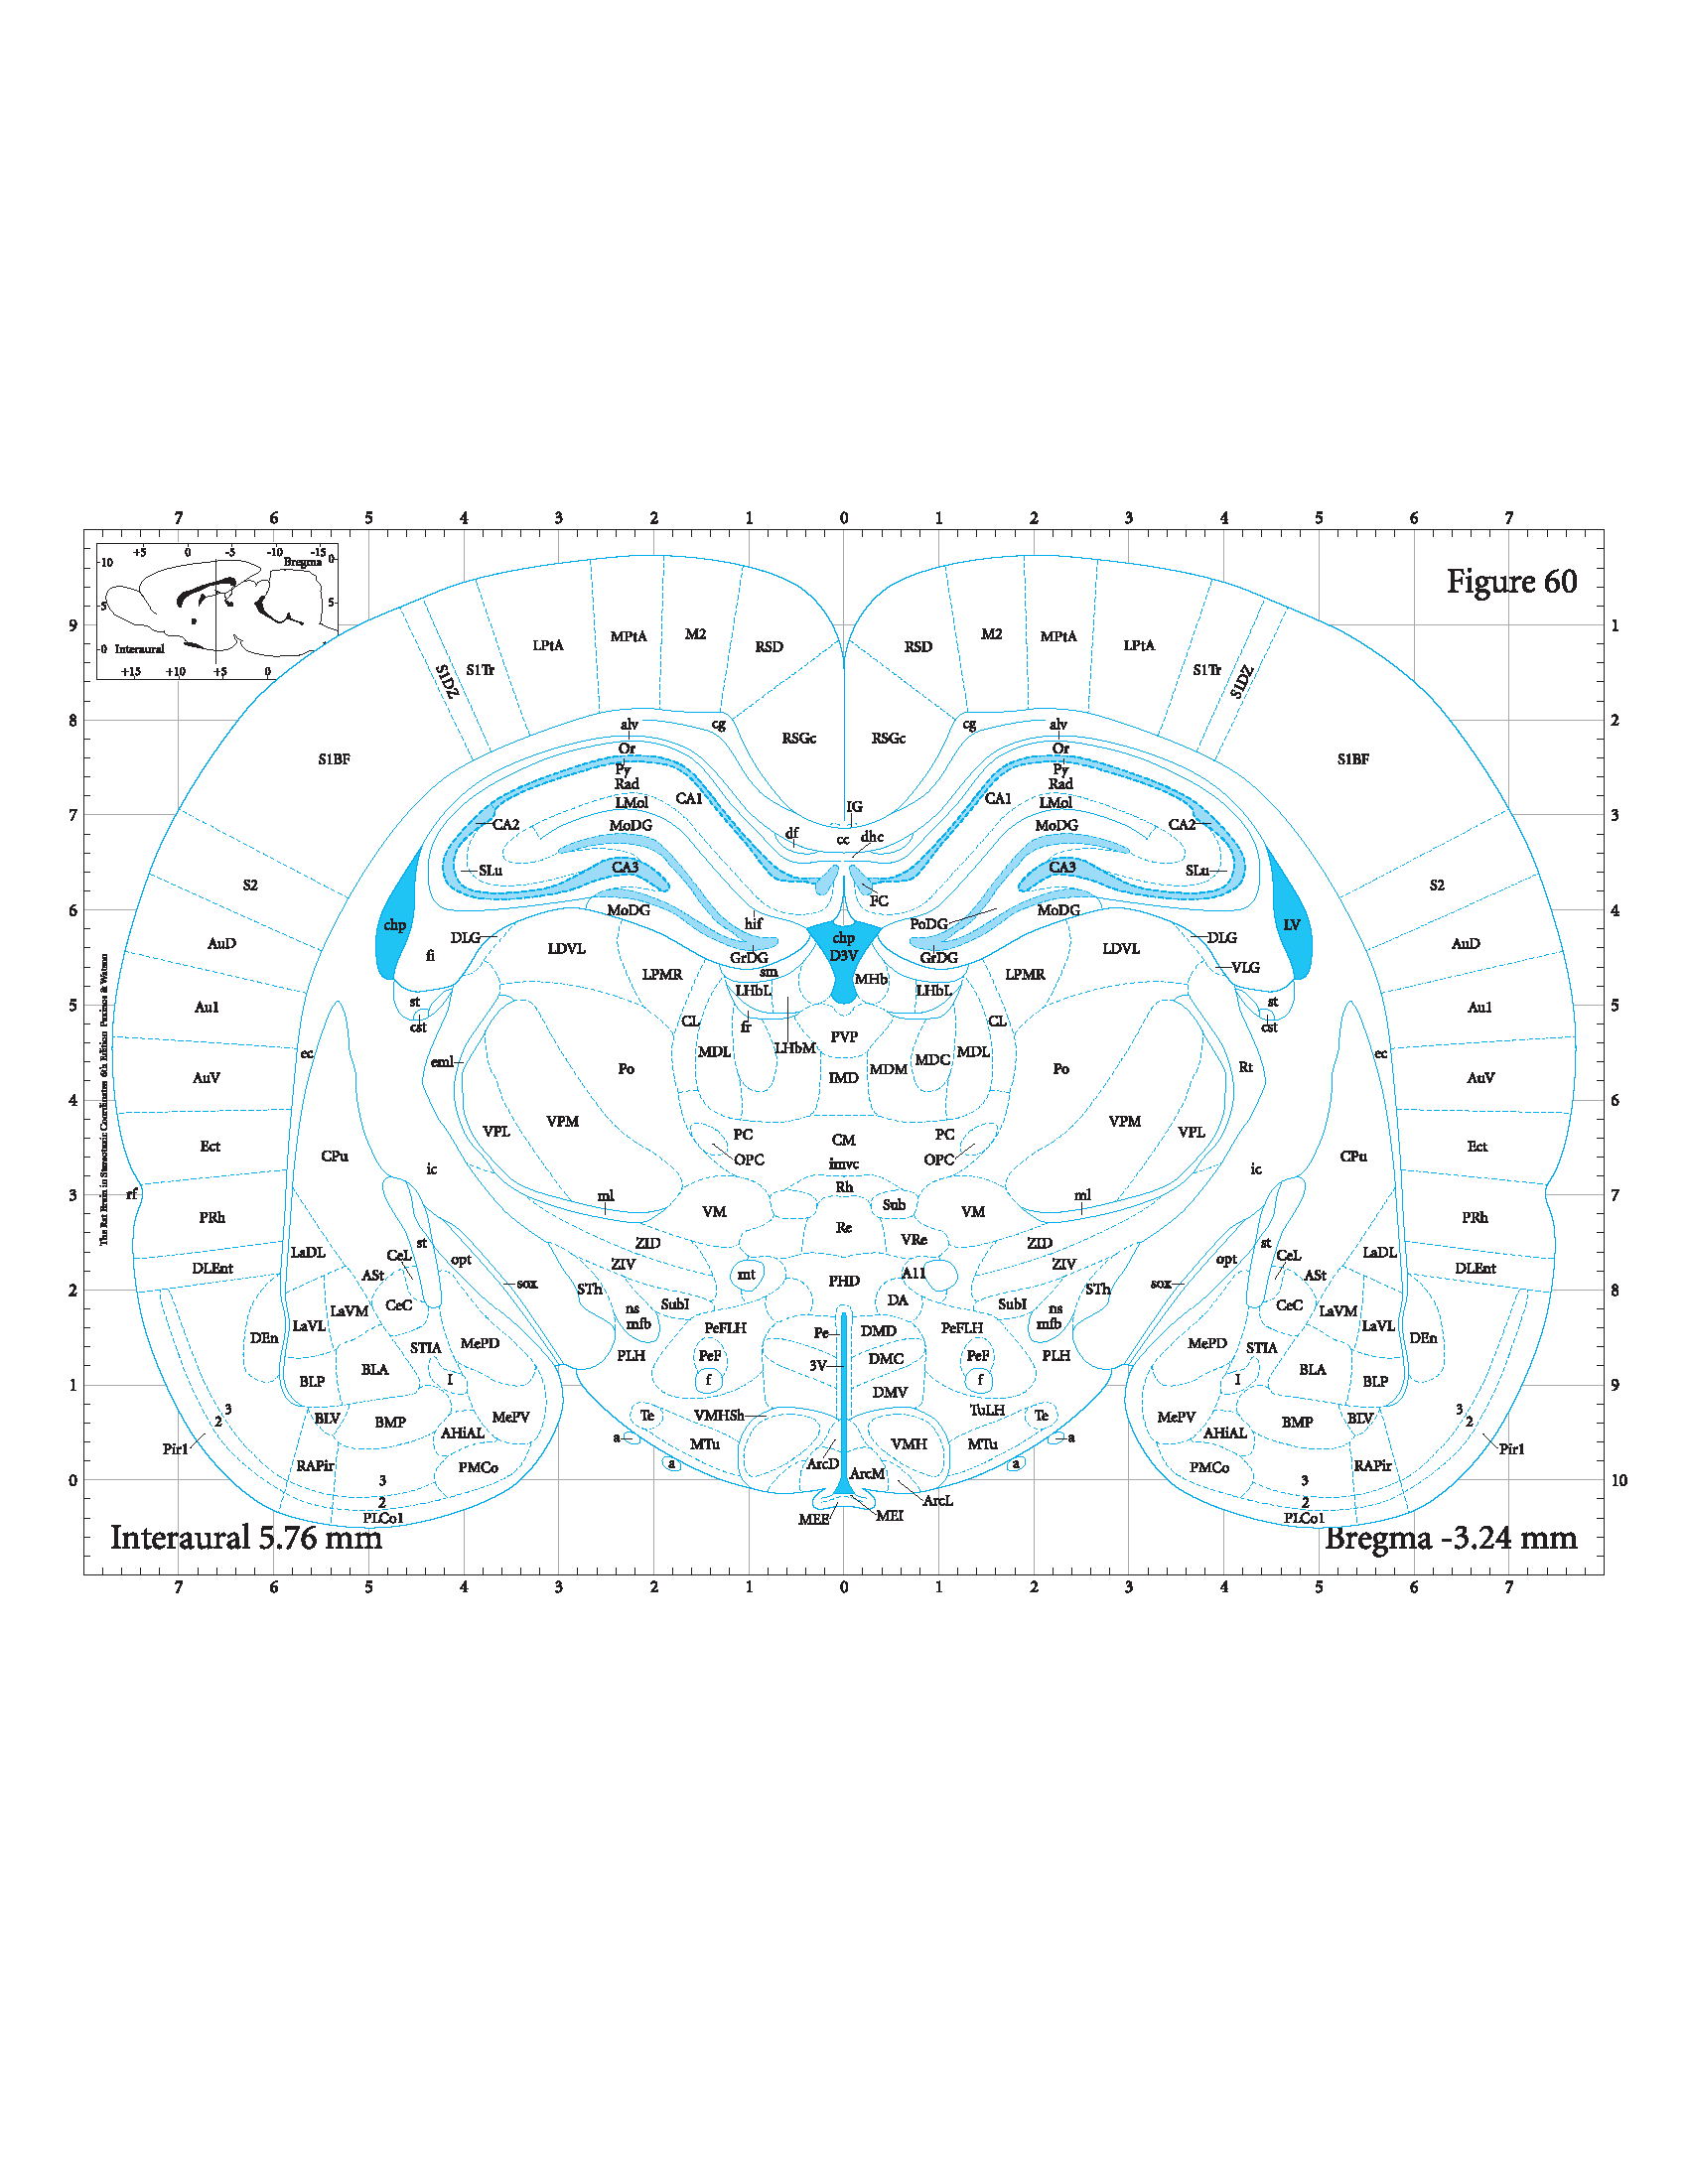 7 6 5 4 3 2 1 0 1 2 3 4 5 6 7
+5 0 -5 -10 -15
Bregma 0
10
5 5
0 Interaural
+15 +10 +5 0
Figure 60
9 1
LPtA MPtA M2 RSD RSD M2 MPtA LPtA
S1DZ S1Tr S1Tr S1DZ
8 alv cg cg alv 2
RSGc RSGc
Or Or
S1BF S1BF
Py Py
Rad Rad
CA1 CA1
LMol LMol
7 IG 3
CA2 MoDG MoDG CA2
df cc dhc
SLu CA3 CA3 SLu
S2 S2
FC
6 MoDG MoDG 4
hif PoDG
chp LV
chp
AuD DLG DLG AuD
LDVL D3V LDVL
fi GrDG GrDG
VLG
LPMR sm MHb LPMR
LHbL LHbL
5 st st 5
Au1 Au1
CL CL
cst fr cst
PVP
LHbM
ec MDL MDL ec
eml MDC
Po MDM Po Rt
IMD
AuV AuV
4 6
VPM VPM
VPL PC PC VPL
CM
Ect CPu OPC OPC CPu Ect
ic imvc ic
Rh
3 rf ml ml 7
Sub
PRh VM VM PRh
Re
st ZID VRe ZID st
LaDL CeL opt opt CeL LaDL
ZIV ZIV
DLEnt ASt mt A11 ASt DLEnt
sox PHD sox
2 STh STh 8
CeC SubI DA SubI CeC
LaVM ns ns LaVM
LaVL mfb mfb LaVL
PeFLH Pe DMD PeFLH
DEn MePD MePD DEn
STIA STIA
PLH PeF DMC PeF PLH
3V
BLA BLA
BLP I f f I BLP
1 DMV 9
3 TuLH 3
2 VMHSh Te 2
Te
BLV BMP MePV MePV BMP BLV
AHiAL a a AHiAL
Pir1 MTu VMH MTu Pir1
RAPir PMCo a ArcD a PMCo RAPir
ArcM
0 3 3 10
2 ArcL 2
MEE MEI
PLCo1 PLCo1
Interaural 5.76 mm Bregma -3.24 mm
7 6 5 4 3 2 1 0 1 2 3 4 5 6 7
The Rat Brain in Stereotaxic Coordinates 6th Edition Paxinos & Watson